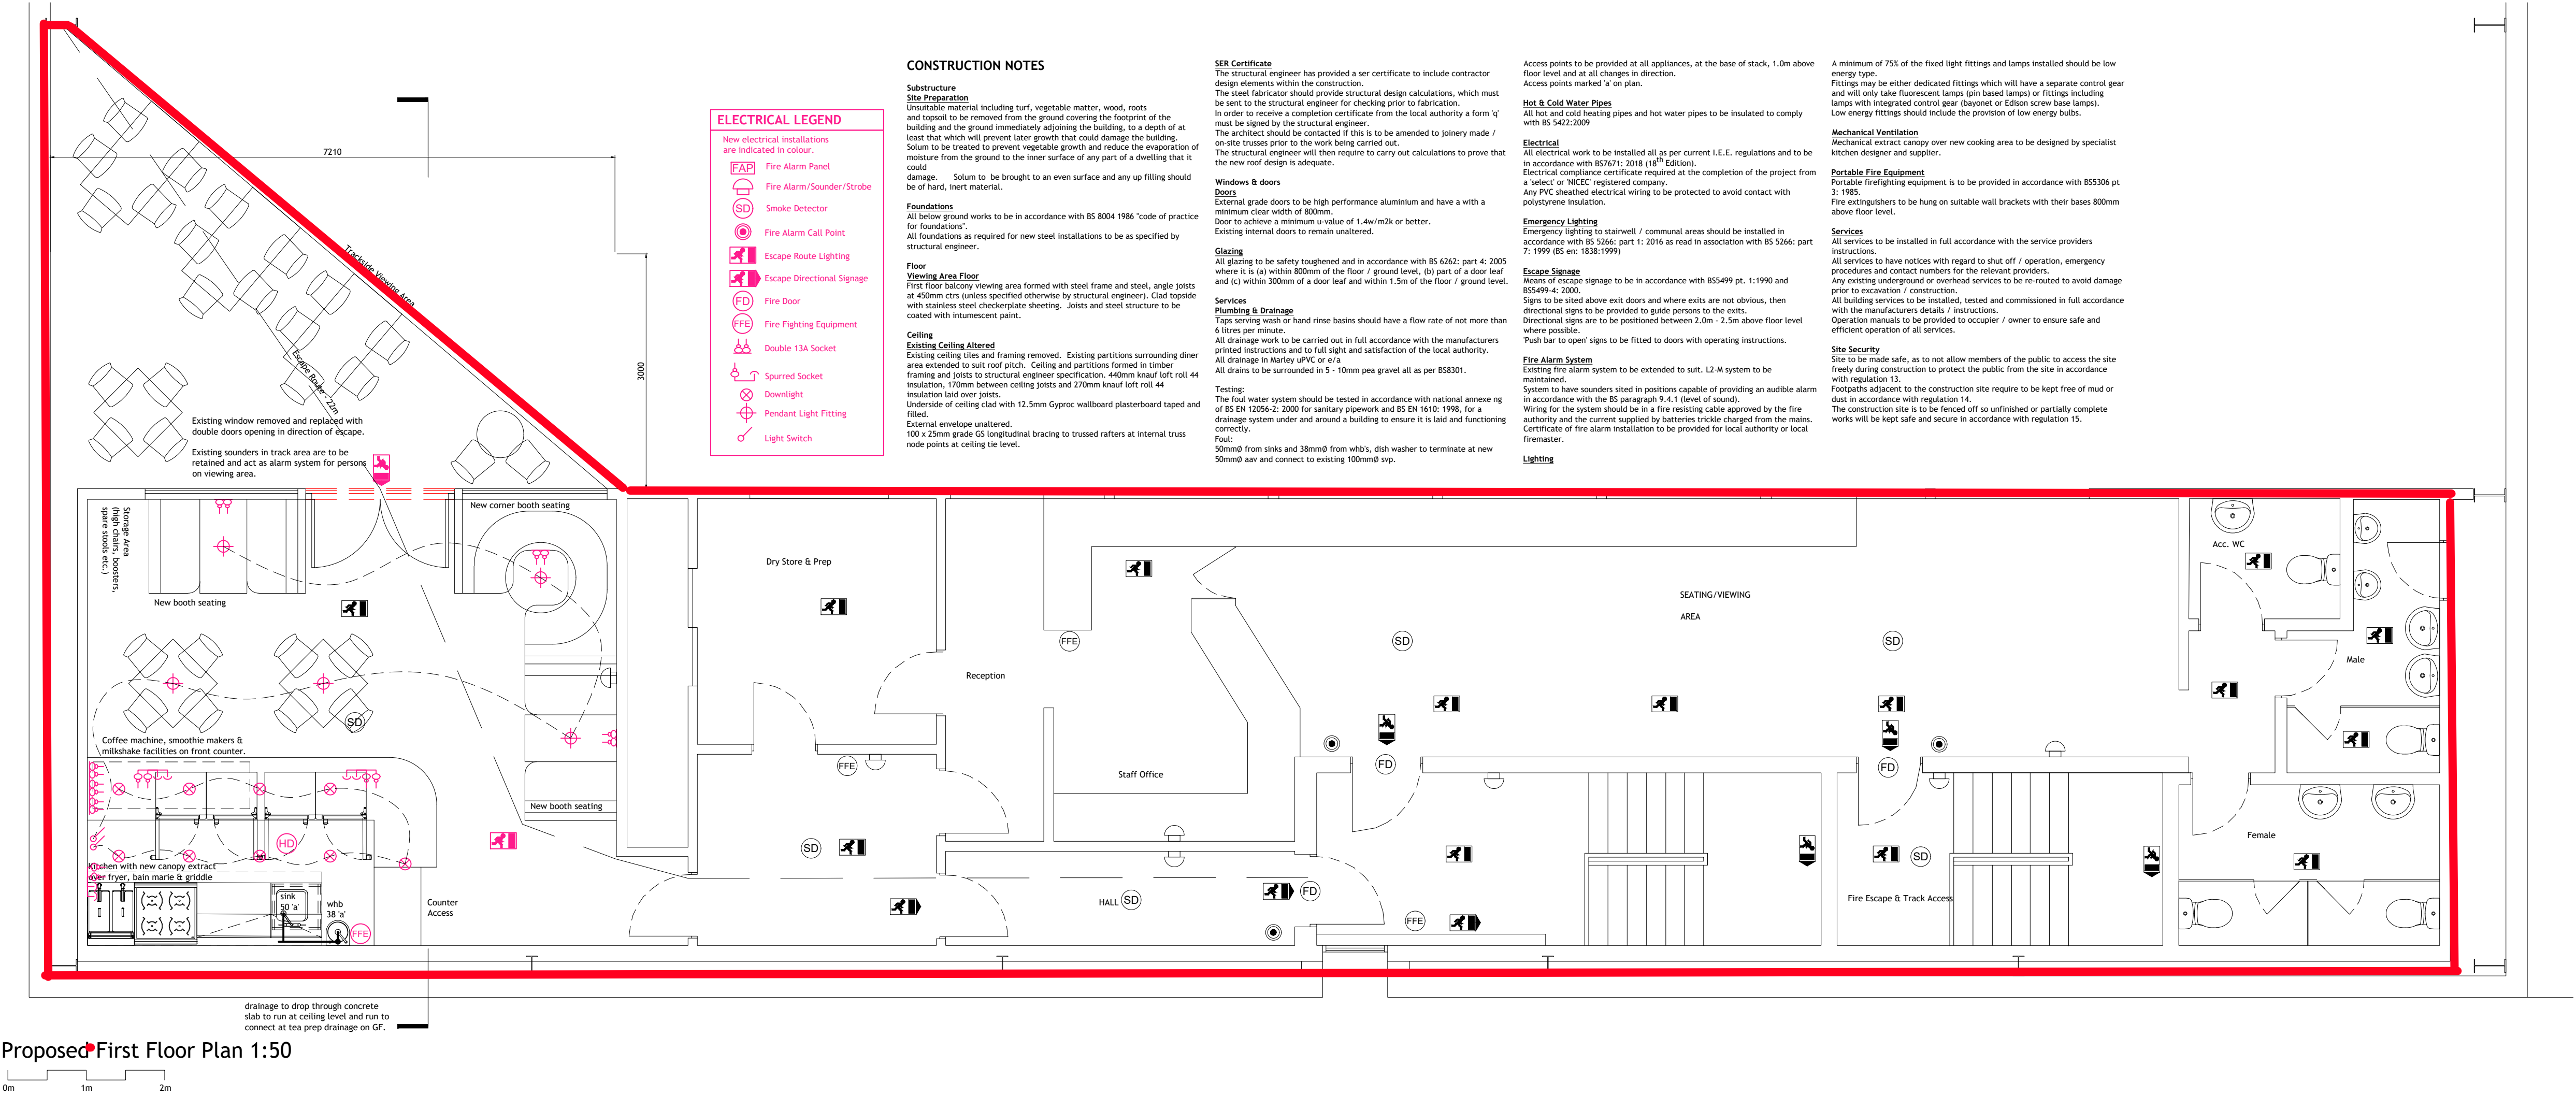 7210
3000
Trackside Viewing Area
Escape Route - 22m
Existing window removed and replaced with
double doors opening in direction of escape.
Existing sounders in track area are to be
retained and act as alarm system for persons
on viewing area.
ELECTRICAL LEGEND
New electrical installations
are indicated in colour.
FAP Fire Alarm Panel
Fire Alarm/Sounder/Strobe
SD Smoke Detector
Fire Alarm Call Point
Escape Route Lighting
Escape Directional Signage
FD Fire Door
FFE Fire Fighting Equipment
Double 13A Socket
Spurred Socket
Downlight
Pendant Light Fitting
Light Switch
CONSTRUCTION NOTES
Substructure
Site Preparation
Unsuitable material including turf, vegetable matter, wood, roots
and topsoil to be removed from the ground covering the footprint of the
building and the ground immediately adjoining the building, to a depth of at
least that which will prevent later growth that could damage the building.
Solum to be treated to prevent vegetable growth and reduce the evaporation of
moisture from the ground to the inner surface of any part of a dwelling that it
could
damage. Solum to be brought to an even surface and any up filling should
be of hard, inert material.
Foundations
All below ground works to be in accordance with BS 8004 1986 "code of practice
for foundations".
All foundations as required for new steel installations to be as specified by
structural engineer.
Floor
Viewing Area Floor
First floor balcony viewing area formed with steel frame and steel, angle joists
at 450mm ctrs (unless specified otherwise by structural engineer). Clad topside
with stainless steel checkerplate sheeting. Joists and steel structure to be
coated with intumescent paint.
Ceiling
Existing Ceiling Altered
Existing ceiling tiles and framing removed. Existing partitions surrounding diner
area extended to suit roof pitch. Ceiling and partitions formed in timber
framing and joists to structural engineer specification. 440mm knauf loft roll 44
insulation, 170mm between ceiling joists and 270mm knauf loft roll 44
insulation laid over joists.
Underside of ceiling clad with 12.5mm Gyproc wallboard plasterboard taped and
filled.
External envelope unaltered.
100 x 25mm grade GS longitudinal bracing to trussed rafters at internal truss
node points at ceiling tie level.
SER Certificate
The structural engineer has provided a ser certificate to include contractor
design elements within the construction.
The steel fabricator should provide structural design calculations, which must
be sent to the structural engineer for checking prior to fabrication.
In order to receive a completion certificate from the local authority a form 'q'
must be signed by the structural engineer.
The architect should be contacted if this is to be amended to joinery made /
on-site trusses prior to the work being carried out.
The structural engineer will then require to carry out calculations to prove that
the new roof design is adequate.
Windows & doors
Doors
External grade doors to be high performance aluminium and have a with a
minimum clear width of 800mm.
Door to achieve a minimum u-value of 1.4w/m2k or better.
Existing internal doors to remain unaltered.
Glazing
All glazing to be safety toughened and in accordance with BS 6262: part 4: 2005
where it is (a) within 800mm of the floor / ground level, (b) part of a door leaf
and (c) within 300mm of a door leaf and within 1.5m of the floor / ground level.
Services
Plumbing & Drainage
Taps serving wash or hand rinse basins should have a flow rate of not more than
6 litres per minute.
All drainage work to be carried out in full accordance with the manufacturers
printed instructions and to full sight and satisfaction of the local authority.
All drainage in Marley uPVC or e/a
All drains to be surrounded in 5 - 10mm pea gravel all as per BS8301.
Testing:
The foul water system should be tested in accordance with national annexe ng
of BS EN 12056-2: 2000 for sanitary pipework and BS EN 1610: 1998, for a
drainage system under and around a building to ensure it is laid and functioning
correctly.
Foul:
50mmØ from sinks and 38mmØ from whb's, dish washer to terminate at new
50mmØ aav and connect to existing 100mmØ svp.
Access points to be provided at all appliances, at the base of stack, 1.0m above
floor level and at all changes in direction.
Access points marked 'a' on plan.
Hot & Cold Water Pipes
All hot and cold heating pipes and hot water pipes to be insulated to comply
with BS 5422:2009
Electrical
All electrical work to be installed all as per current I.E.E. regulations and to be
in accordance with BS7671: 2018 (18th Edition).
Electrical compliance certificate required at the completion of the project from
a 'select' or 'NICEC' registered company.
Any PVC sheathed electrical wiring to be protected to avoid contact with
polystyrene insulation.
Emergency Lighting
Emergency lighting to stairwell / communal areas should be installed in
accordance with BS 5266: part 1: 2016 as read in association with BS 5266: part
7: 1999 (BS en: 1838:1999)
Escape Signage
Means of escape signage to be in accordance with BS5499 pt. 1:1990 and
BS5499-4: 2000.
Signs to be sited above exit doors and where exits are not obvious, then
directional signs to be provided to guide persons to the exits.
Directional signs are to be positioned between 2.0m - 2.5m above floor level
where possible.
'Push bar to open' signs to be fitted to doors with operating instructions.
Fire Alarm System
Existing fire alarm system to be extended to suit. L2-M system to be
maintained.
System to have sounders sited in positions capable of providing an audible alarm
in accordance with the BS paragraph 9.4.1 (level of sound).
Wiring for the system should be in a fire resisting cable approved by the fire
authority and the current supplied by batteries trickle charged from the mains.
Certificate of fire alarm installation to be provided for local authority or local
firemaster.
Lighting
A minimum of 75% of the fixed light fittings and lamps installed should be low
energy type.
Fittings may be either dedicated fittings which will have a separate control gear
and will only take fluorescent lamps (pin based lamps) or fittings including
lamps with integrated control gear (bayonet or Edison screw base lamps).
Low energy fittings should include the provision of low energy bulbs.
Mechanical Ventilation
Mechanical extract canopy over new cooking area to be designed by specialist
kitchen designer and supplier.
Portable Fire Equipment
Portable firefighting equipment is to be provided in accordance with BS5306 pt
3: 1985.
Fire extinguishers to be hung on suitable wall brackets with their bases 800mm
above floor level.
Services
All services to be installed in full accordance with the service providers
instructions.
All services to have notices with regard to shut off / operation, emergency
procedures and contact numbers for the relevant providers.
Any existing underground or overhead services to be re-routed to avoid damage
prior to excavation / construction.
All building services to be installed, tested and commissioned in full accordance
with the manufacturers details / instructions.
Operation manuals to be provided to occupier / owner to ensure safe and
efficient operation of all services.
Site Security
Site to be made safe, as to not allow members of the public to access the site
freely during construction to protect the public from the site in accordance
with regulation 13.
Footpaths adjacent to the construction site require to be kept free of mud or
dust in accordance with regulation 14.
The construction site is to be fenced off so unfinished or partially complete
works will be kept safe and secure in accordance with regulation 15.
Storage Area
(high chairs, boosters,
spare stools etc.)
New corner booth seating
New booth seating
Dry Store & Prep
Reception
FFE
SEATING/VIEWING
AREA
SD
SD
Acc. WC
Male
SD
Coffee machine, smoothie makers &
milkshake facilities on front counter.
New booth seating
FFE
Staff Office
FD
FD
HD
Kitchen with new canopy extract
over fryer, bain marie & griddle
SD
SD
Female
sink
50 'a'
whb
38 'a'
FFE
Counter
Access
HALL
SD
FD
FFE
Fire Escape & Track Access
drainage to drop through concrete
slab to run at ceiling level and run to
connect at tea prep drainage on GF.
Proposed First Floor Plan 1:50
0m 1m 2m